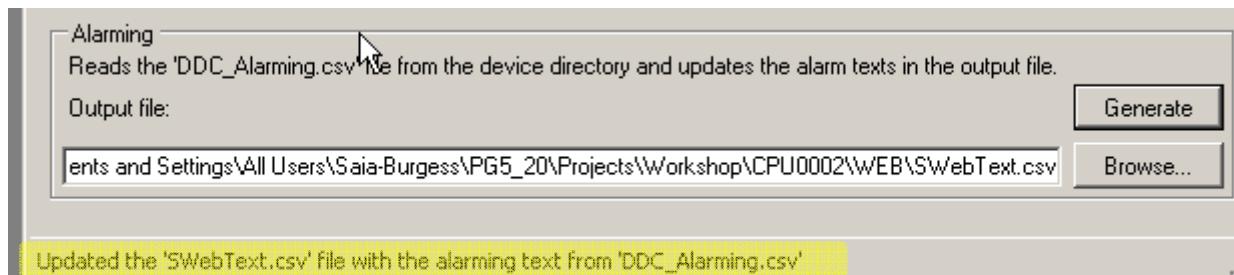 Alarming
Reads the 'DDC_Alarming.csv' file from the device directory and updates the alarm texts in the output file.
Output file:
Generate
ents and Settings\All Users\Saia-Burgess\PG5_20\Projects\Workshop\CPU0002\WEB\SWebText.csv
Browse...
Updated the 'SWebText.csv' file with the alarming text from 'DDC_Alarming.csv'